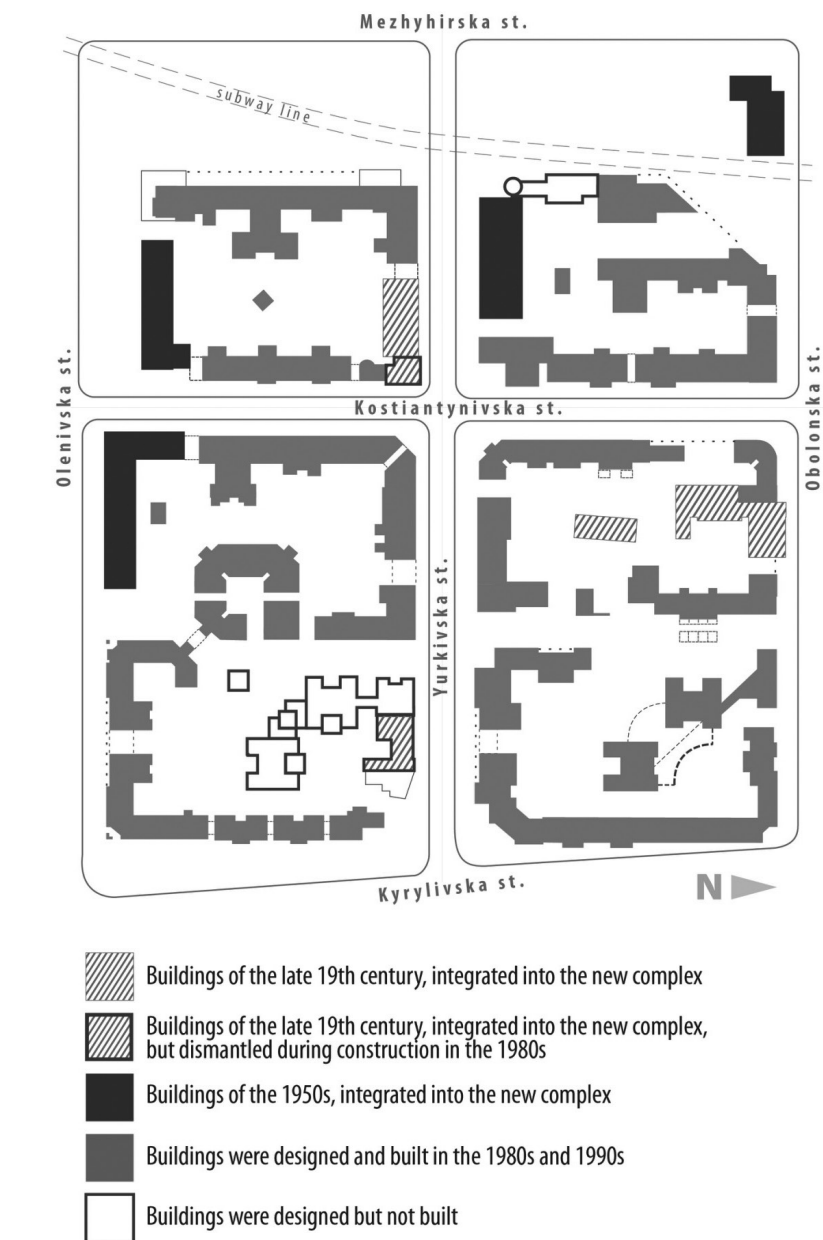 Mezhyhirska st.
subway line
Olenivska st.
Kostiantynivska st.
Obolonska st.
Yurkivska st.
Kyrylivska st.
N
Buildings of the late 19th century, integrated into the new complex
Buildings of the late 19th century, integrated into the new complex,
but dismantled during construction in the 1980s
Buildings of the 1950s, integrated into the new complex
Buildings were designed and built in the 1980s and 1990s
Buildings were designed but not built